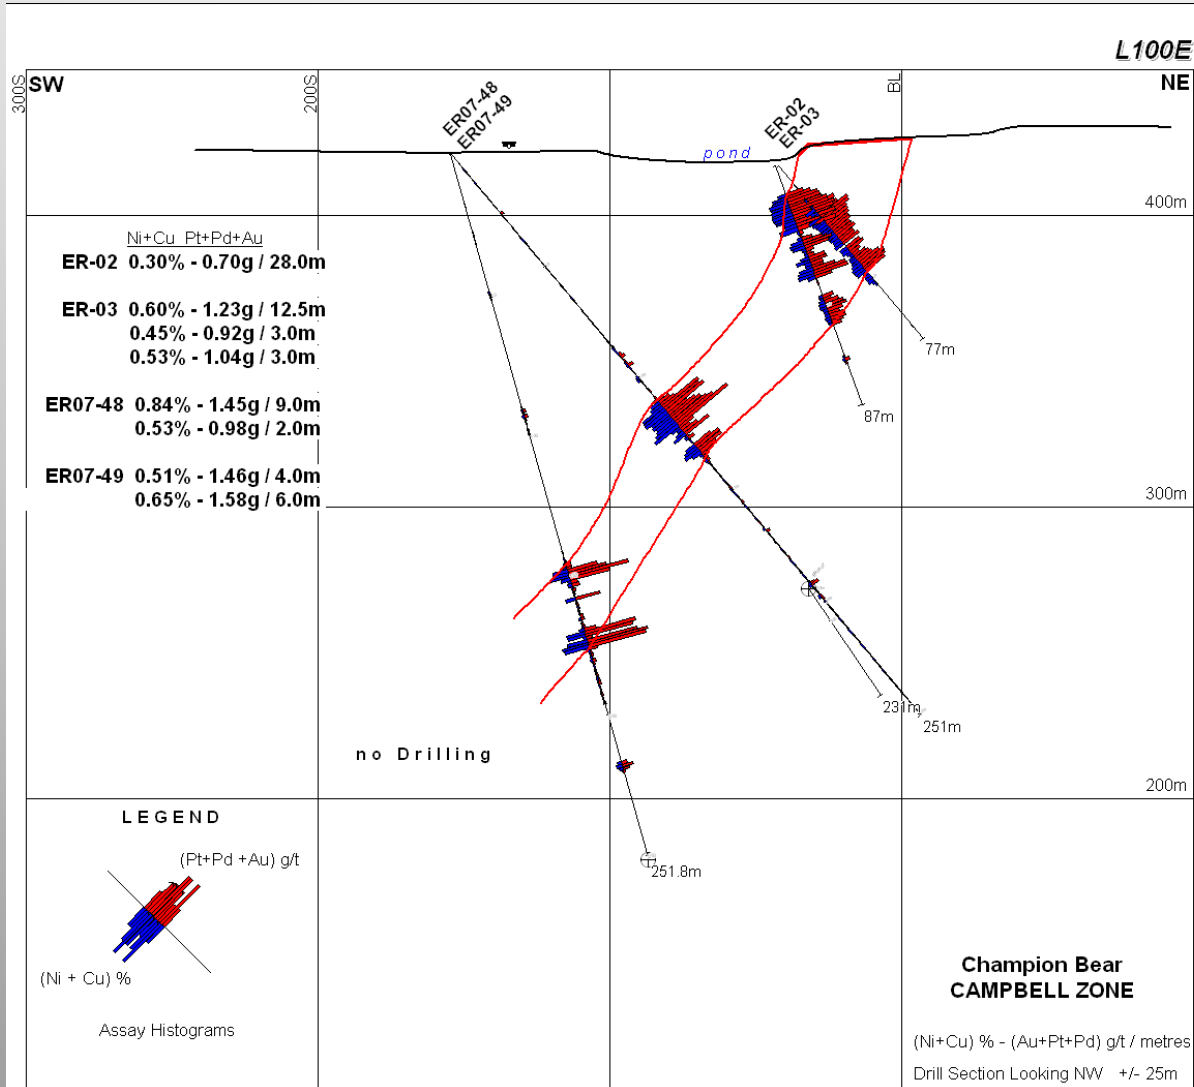 L100E
300S
SW
200S
ER07-48
ER07-49
ER-02
ER-03
BL
NE
pond
400m
Ni+Cu Pt+Pd+Au
ER-02 0.30% - 0.70g / 28.0m
ER-03 0.60% - 1.23g / 12.5m
0.45% - 0.92g / 3.0m
0.53% - 1.04g / 3.0m
77m
87m
ER07-48 0.84% - 1.45g / 9.0m
0.53% - 0.98g / 2.0m
ER07-49 0.51% - 1.46g / 4.0m
0.65% - 1.58g / 6.0m
300m
231m
251m
no Drilling
200m
LEGEND
(Pt+Pd +Au) g/t
251.8m
(Ni + Cu) %
Assay Histograms
Champion Bear
CAMPBELL ZONE
(Ni+Cu) % - (Au+Pt+Pd) g/t / metres
Drill Section Looking NW +/- 25m